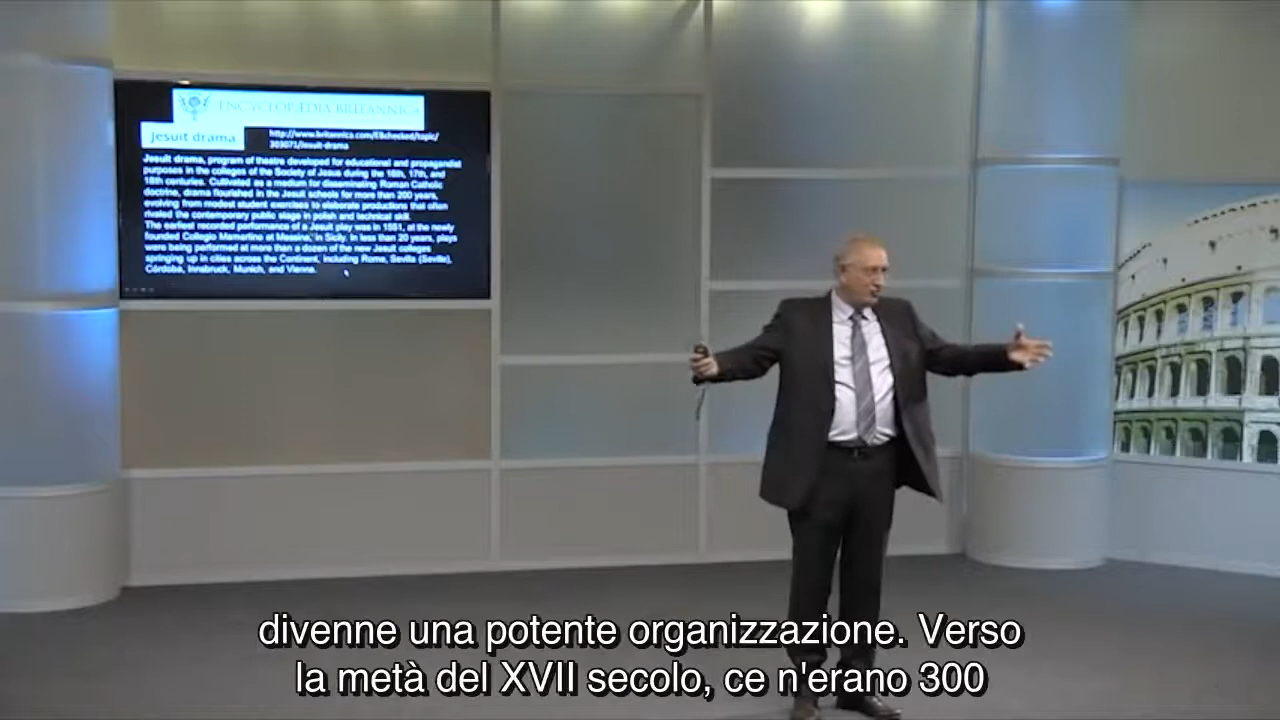 ENCYCLOPÆDIA BRITANNICA
Jesuit drama
http://www.britannica.com/EBchecked/topic/
303071/Jesuit-drama
Jesuit drama, program of theatre developed for educational and propagandist
purposes in the colleges of the Society of Jesus during the 16th, 17th, and
18th centuries. Cultivated as a medium for disseminating Roman Catholic
doctrine, drama flourished in the Jesuit schools for more than 200 years,
evolving from modest student exercises to elaborate productions that often
rivaled the contemporary public stage in polish and technical skill.
The earliest recorded performance of a Jesuit play was in 1551, at the newly
founded Collegio Mamertino at Messina, in Sicily. In less than 20 years, plays
were being performed at more than a dozen of the new Jesuit colleges
springing up in cities across the Continent, including Rome, Sevilla (Seville),
Córdoba, Innsbruck, Munich, and Vienna.
divenne una potente organizzazione. Verso
la metà del XVII secolo, ce n'erano 300